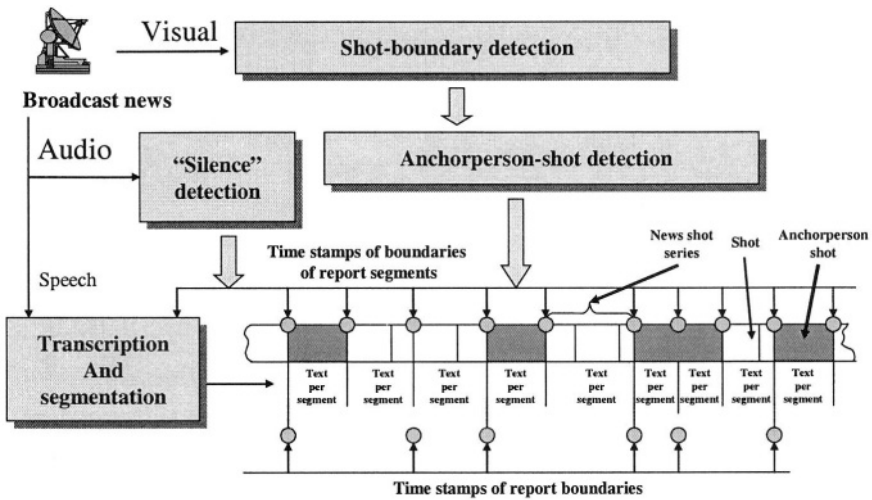 Visual
Shot-boundary detection
Broadcast news
Audio
“Silence”
detection
Anchorperson-shot detection
Time stamps of boundaries
of report segments
News shot
series
Shot
Anchorperson
shot
Speech
Transcription
And
segmentation
Text
per
segment
Text
per
segment
Text
per
segment
Text
per
segment
Text
per
segment
Text
per
segment
Text
per
segment
Text
per
segment
Text
per
segment
Time stamps of report boundaries